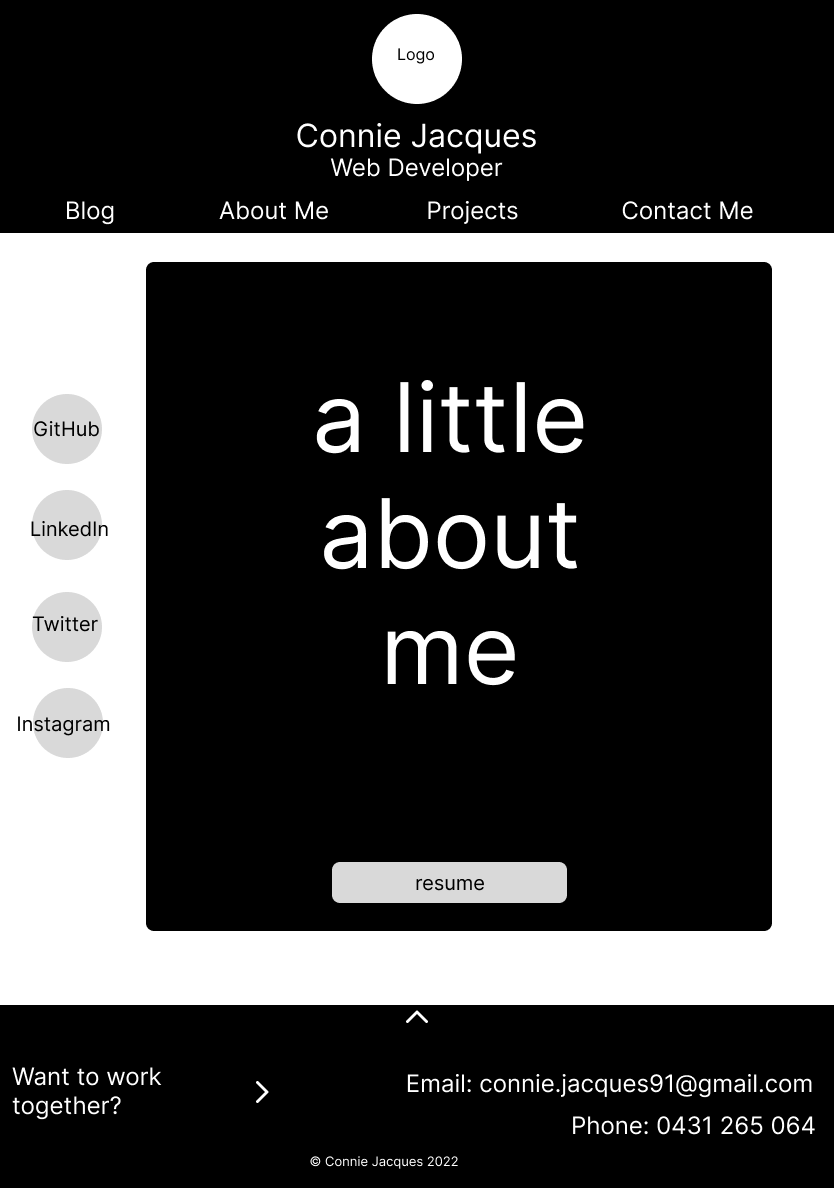 Logo
Connie Jacques
Web Developer
Blog
About Me
Projects
Contact Me
a little
about
me
GitHub
LinkedIn
Twitter
Instagram
resume
Want to work
together?
Email: connie.jacques91@gmail.com
Phone: 0431 265 064
© Connie Jacques 2022